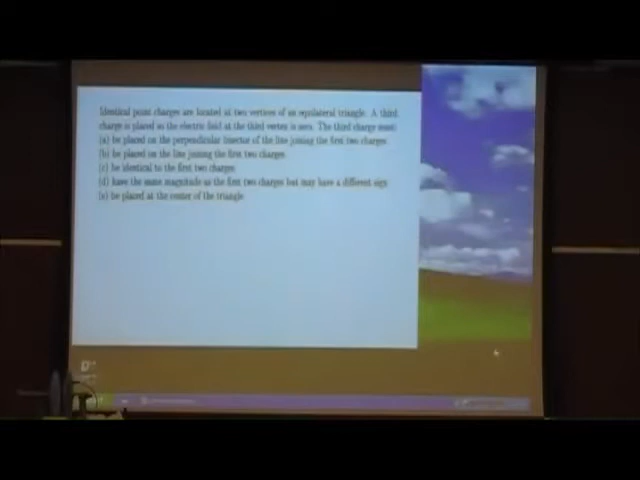 Identical point charges are located at two vertices of an equilateral triangle. A third
charge is placed so the electric field at the third vertex is zero. The third charge must:
(a) be placed on the perpendicular bisector of the line joining the first two charges.
(b) be placed on the line joining the first two charges.
(c) be identical to the first two charges.
(d) have the same magnitude as the first two charges but may have a different sign.
(e) be placed at the center of the triangle.